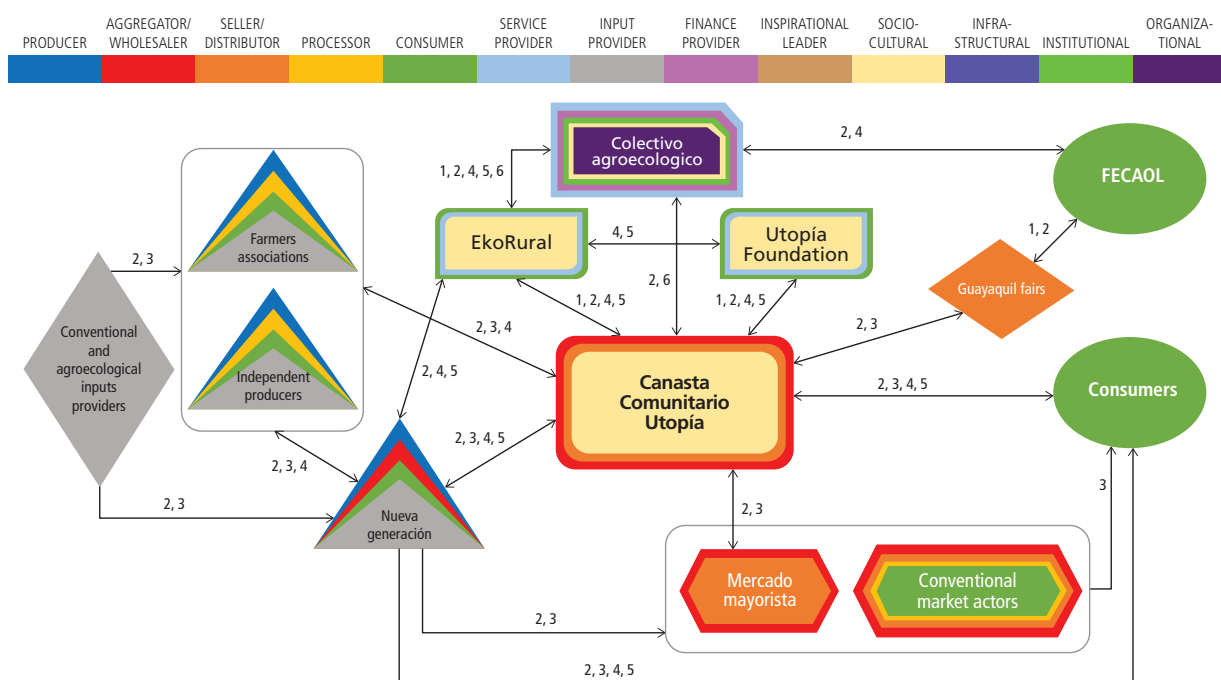 PRODUCER
AGGREGATOR/
WHOLESALER
SELLER/
DISTRIBUTOR
PROCESSOR
CONSUMER
SERVICE
PROVIDER
INPUT
PROVIDER
FINANCE
PROVIDER
INSPIRATIONAL
LEADER
SOCIO-
CULTURAL
INFRA-
STRUCTURAL
INSTITUTIONAL
ORGANIZA-
TIONAL
Colectivo
agroecologico
2, 4
FECAOL
1, 2, 4, 5, 6
EkoRural
4, 5
Utopía
Foundation
1, 2
Farmers
associations
2, 3
2, 6
Guayaquil fairs
1, 2, 4, 5
1, 2, 4, 5
Conventional
and
agroecological
inputs
providers
2, 3, 4
2, 3
Independent
producers
2, 4, 5
Canasta
Comunitario
Utopía
2, 3, 4, 5
Consumers
2, 3, 4
2, 3, 4, 5
3
2, 3
Nueva
generación
2, 3
Mercado
mayorista
Conventional
market actors
2, 3
2, 3, 4, 5